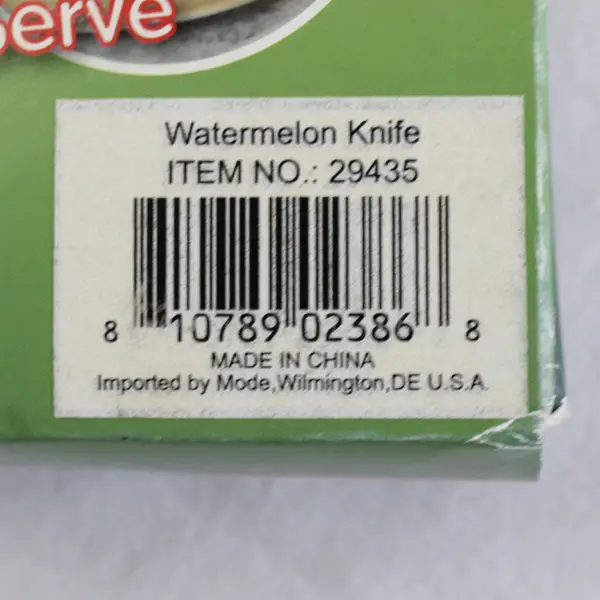 Serve
Watermelon Knife
ITEM NO.: 29435
8 10789 02386 8
MADE IN CHINA
Imported by Mode,Wilmington,DE U.S.A.